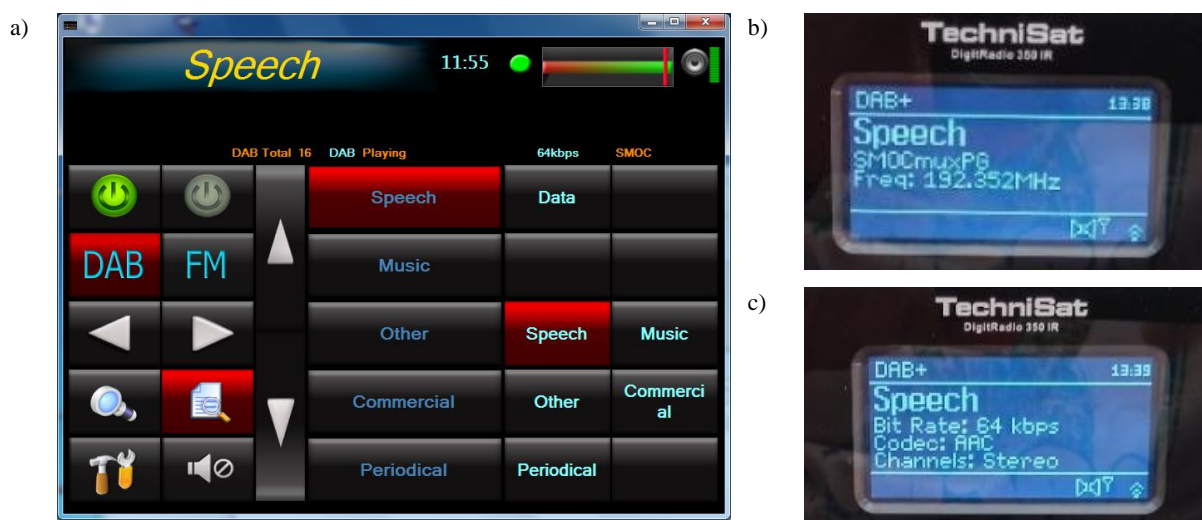 a)
Speech
11:55
DAB Total 16 DAB Playing 64kbps SMOC
Speech Data
DAB FM Music
Other Speech Music
Commercial Other Commerci
al
Periodical Periodical
b)
TechniSat
DigitRadio 350 IR
DAB+ 13:38
Speech
SMOCmuxPG
Freq: 192.352MHz
c)
TechniSat
DigitRadio 350 IR
DAB+ 13:39
Speech
Bit Rate: 64 kbps
Codec: AAC
Channels: Stereo